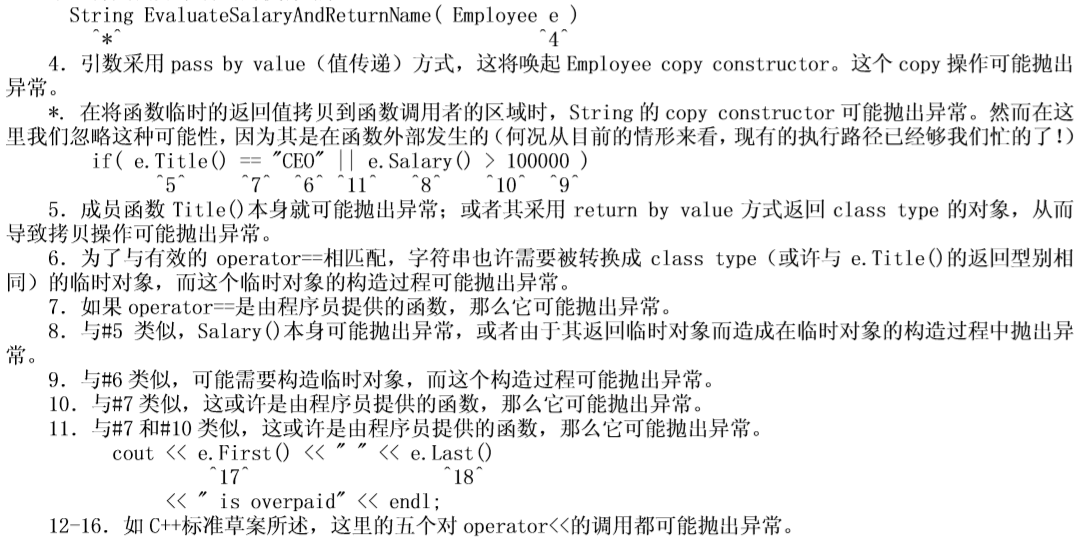 String EvaluateSalaryAndReturnName( Employee e )
^*^ ^4^
4. 引数采用 pass by value（值传递）方式，这将唤起 Employee copy constructor。这个 copy 操作可能抛出
异常。
*. 在将函数临时的返回值拷贝到函数调用者的区域时，String 的 copy constructor 可能抛出异常。然而在这
里我们忽略这种可能性，因为其是在函数外部发生的（何况从目前的情形来看，现有的执行路径已经够我们忙的了！）
if( e.Title() == "CEO" || e.Salary() > 100000 )
^5^ ^7^ ^6^ ^11^ ^8^ ^10^ ^9^
5. 成员函数 Title()本身就可能抛出异常；或者其采用 return by value 方式返回 class type 的对象，从而
导致拷贝操作可能抛出异常。
6. 为了与有效的 operator==相匹配，字符串也许需要被转换成 class type（或许与 e.Title()的返回型别相
同）的临时对象，而这个临时对象的构造过程可能抛出异常。
7. 如果 operator==是由程序员提供的函数，那么它可能抛出异常。
8. 与#5 类似，Salary()本身可能抛出异常，或者由于其返回临时对象而造成在临时对象的构造过程中抛出异
常。
9. 与#6 类似，可能需要构造临时对象，而这个构造过程可能抛出异常。
10. 与#7 类似，这或许是由程序员提供的函数，那么它可能抛出异常。
11. 与#7 和#10 类似，这或许是由程序员提供的函数，那么它可能抛出异常。
cout << e.First() << " " << e.Last()
^17^ ^18^
<< " is overpaid" << endl;
12-16. 如 C++标准草案所述，这里的五个对 operator<<的调用都可能抛出异常。